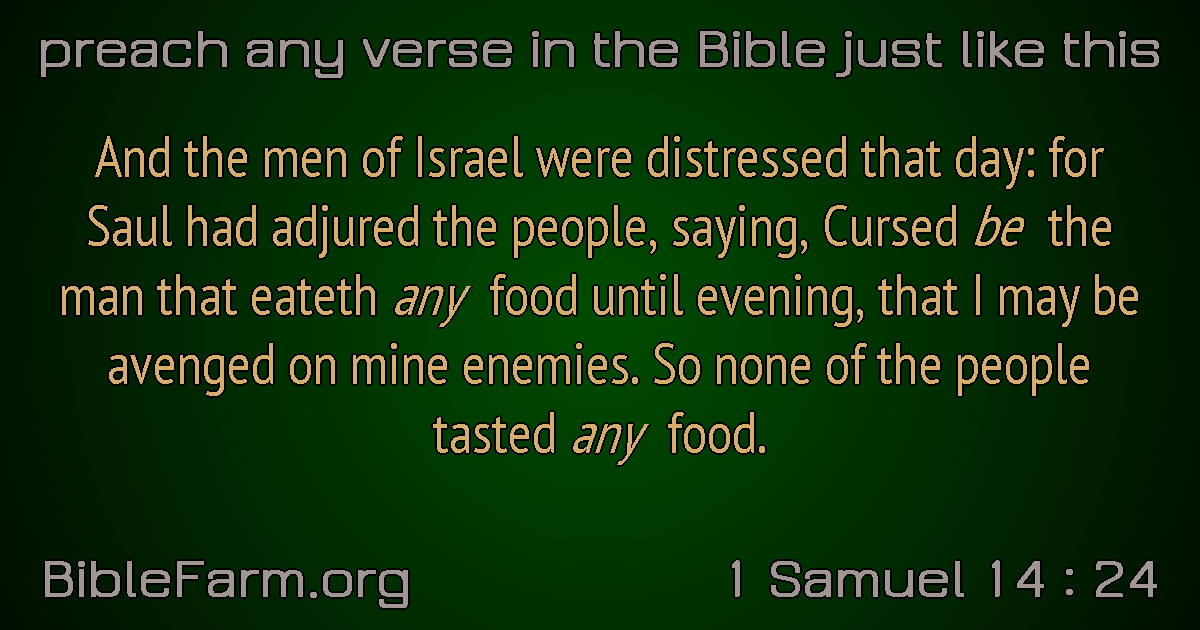 preach any verse in the Bible just like this
And the men of Israel were distressed that day: for
Saul had adjured the people, saying, Cursed be the
man that eateth any food until evening, that I may be
avenged on mine enemies. So none of the people
tasted any food.
BibleFarm.org
1 Samuel 14 : 24